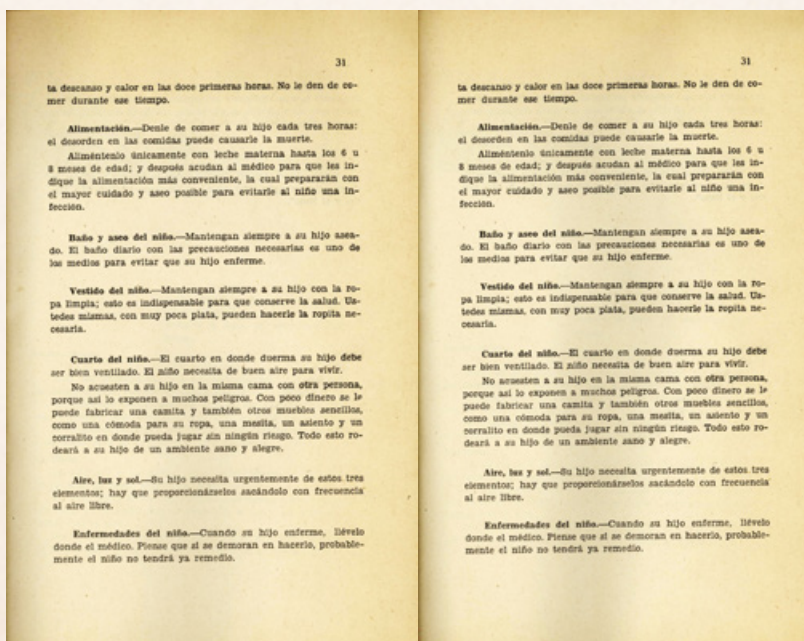 31
ta descanso y calor en las doce primeras horas. No le den de co-
mer durante ese tiempo.
Alimentación.—Denle de comer a su hijo cada tres horas:
el desorden en las comidas puede causarle la muerte.
Aliméntenlo únicamente con leche materna hasta los 6 u
8 meses de edad; y después acudan al médico para que les in-
dique la alimentación más conveniente, la cual prepararán con
el mayor cuidado y aseo posible para evitarle al niño una in-
fección.
Baño y aseo del niño.—Mantengan siempre a su hijo asea-
do. El baño diario con las precauciones necesarias es uno de
los medios para evitar que su hijo enferme.
Vestido del niño.—Mantengan siempre a su hijo con la ro-
pa limpia; esto es indispensable para que conserve la salud. Us-
tedes mismas, con muy poca plata, pueden hacerle la ropita ne-
cesaria.
Cuarto del niño.—El cuarto en donde duerma su hijo debe
ser bien ventilado. El niño necesita de buen aire para vivir.
No acuesten a su hijo en la misma cama con otra persona,
porque así lo exponen a muchos peligros. Con poco dinero se le
puede fabricar una camita y también otros muebles sencillos,
como una cómoda para su ropa, una mesita, un asiento y un
corralito en donde pueda jugar sin ningún riesgo. Todo esto ro-
deará a su hijo de un ambiente sano y alegre.
Aire, luz y sol.—Su hijo necesita urgentemente de estos tres
elementos; hay que proporcionárselos sacándolo con frecuencia
al aire libre.
Enfermedades del niño.—Cuando su hijo enferme, llévelo
donde el médico. Piense que si se demoran en hacerlo, probable-
mente el niño no tendrá ya remedio.
31
ta descanso y calor en las doce primeras horas. No le den de co-
mer durante ese tiempo.
Alimentación.—Denle de comer a su hijo cada tres horas:
el desorden en las comidas puede causarle la muerte.
Aliméntenlo únicamente con leche materna hasta los 6 u
8 meses de edad; y después acudan al médico para que les in-
dique la alimentación más conveniente, la cual prepararán con
el mayor cuidado y aseo posible para evitarle al niño una in-
fección.
Baño y aseo del niño.—Mantengan siempre a su hijo asea-
do. El baño diario con las precauciones necesarias es uno de
los medios para evitar que su hijo enferme.
Vestido del niño.—Mantengan siempre a su hijo con la ro-
pa limpia; esto es indispensable para que conserve la salud. Us-
tedes mismas, con muy poca plata, pueden hacerle la ropita ne-
cesaria.
Cuarto del niño.—El cuarto en donde duerma su hijo debe
ser bien ventilado. El niño necesita de buen aire para vivir.
No acuesten a su hijo en la misma cama con otra persona,
porque así lo exponen a muchos peligros. Con poco dinero se le
puede fabricar una camita y también otros muebles sencillos,
como una cómoda para su ropa, una mesita, un asiento y un
corralito en donde pueda jugar sin ningún riesgo. Todo esto ro-
deará a su hijo de un ambiente sano y alegre.
Aire, luz y sol.—Su hijo necesita urgentemente de estos tres
elementos; hay que proporcionárselos sacándolo con frecuencia
al aire libre.
Enfermedades del niño.—Cuando su hijo enferme, llévelo
donde el médico. Piense que si se demoran en hacerlo, probable-
mente el niño no tendrá ya remedio.